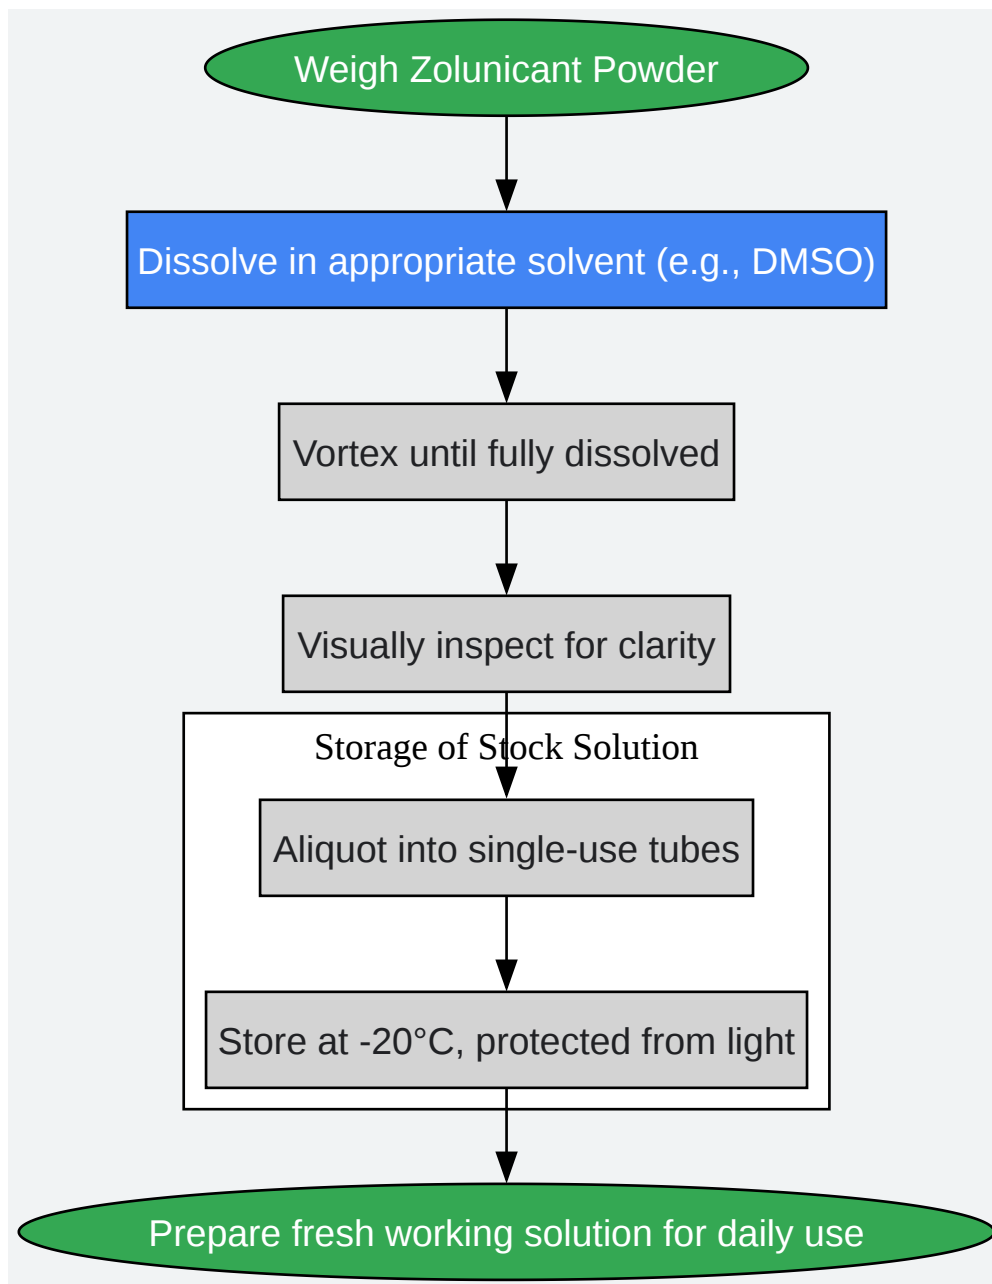 Weigh Zolunicant Powder
Dissolve in appropriate solvent (e.g., DMSO)
Vortex until fully dissolved
Visually inspect for clarity
Storage of Stock Solution
Aliquot into single-use tubes
Store at -20°C, protected from light
Prepare fresh working solution for daily use